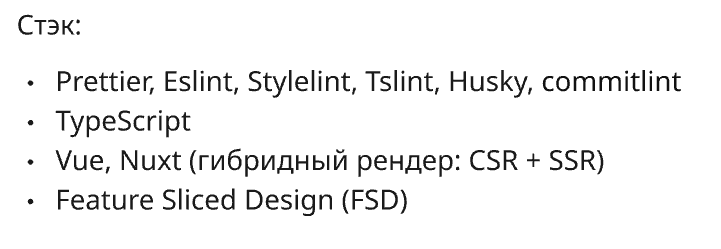 Стэк:
• Prettier, Eslint, Stylelint, Tslint, Husky, commitlint
• TypeScript
• Vue, Nuxt (гибридный рендер: CSR + SSR)
• Feature Sliced Design (FSD)